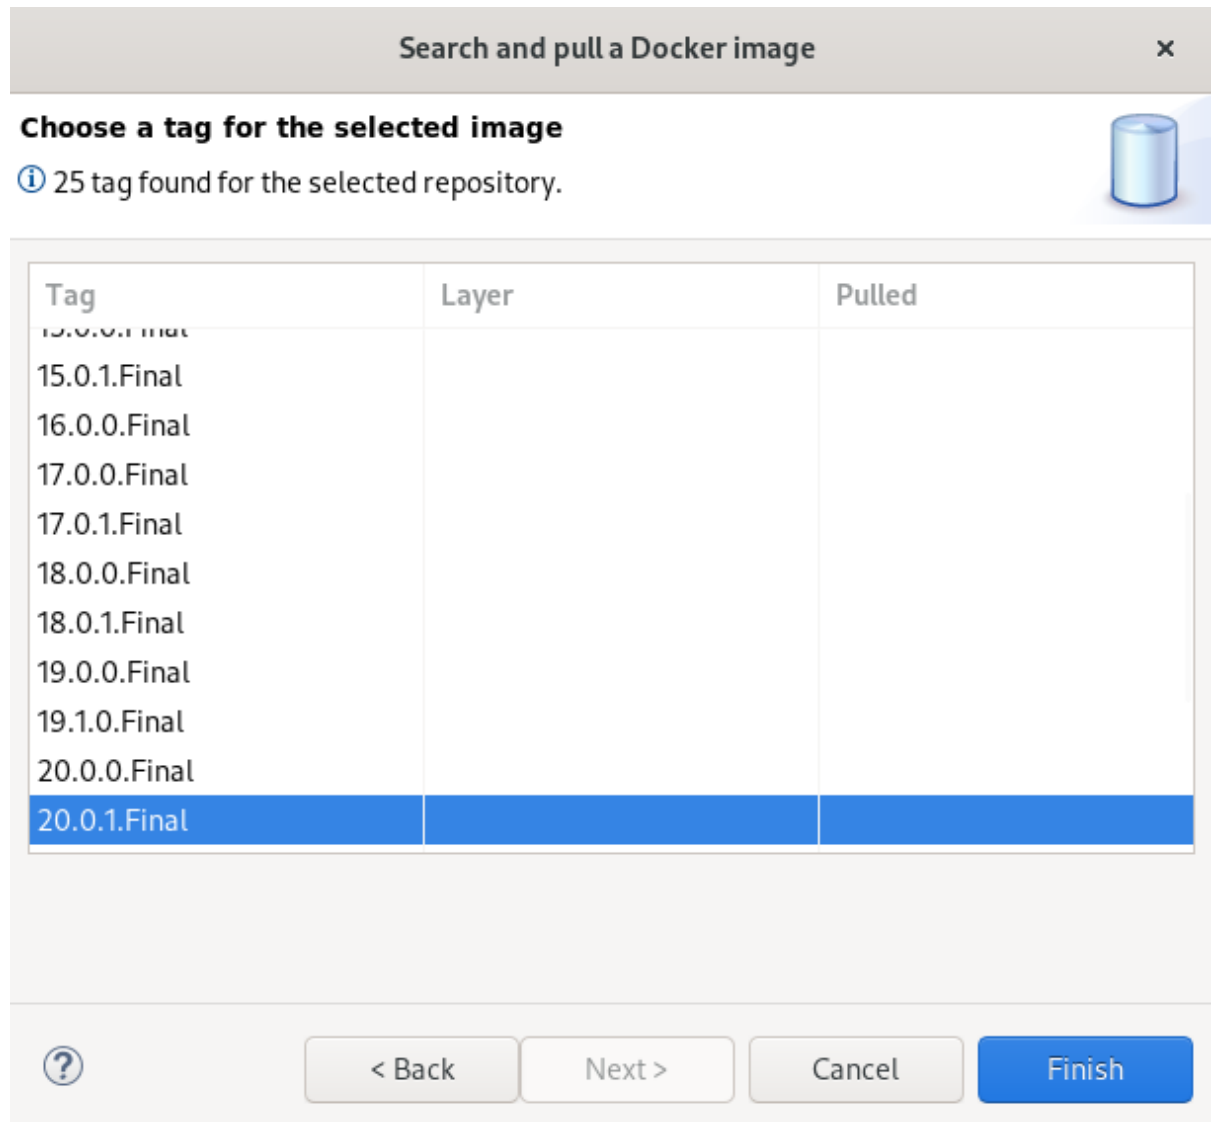 Search and pull a Docker image
×
Choose a tag for the selected image
25 tag found for the selected repository.
Tag Layer Pulled
15.0.1.Final
16.0.0.Final
17.0.0.Final
17.0.1.Final
18.0.0.Final
18.0.1.Final
19.0.0.Final
19.1.0.Final
20.0.0.Final
20.0.1.Final
? < Back Next > Cancel Finish